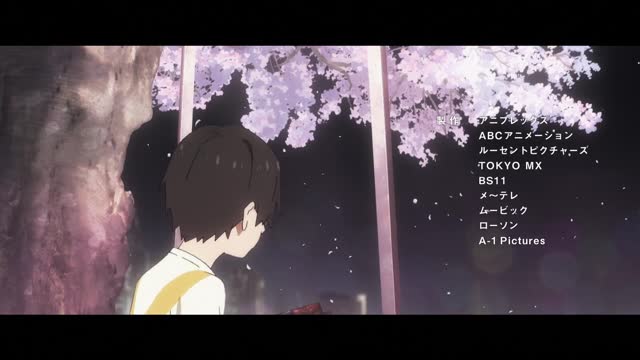 製作 アニプレックス
ABCアニメーション
ルーセントピクチャーズ
TOKYO MX
BS11
メ〜テレ
ムービック
ローソン
A-1 Pictures